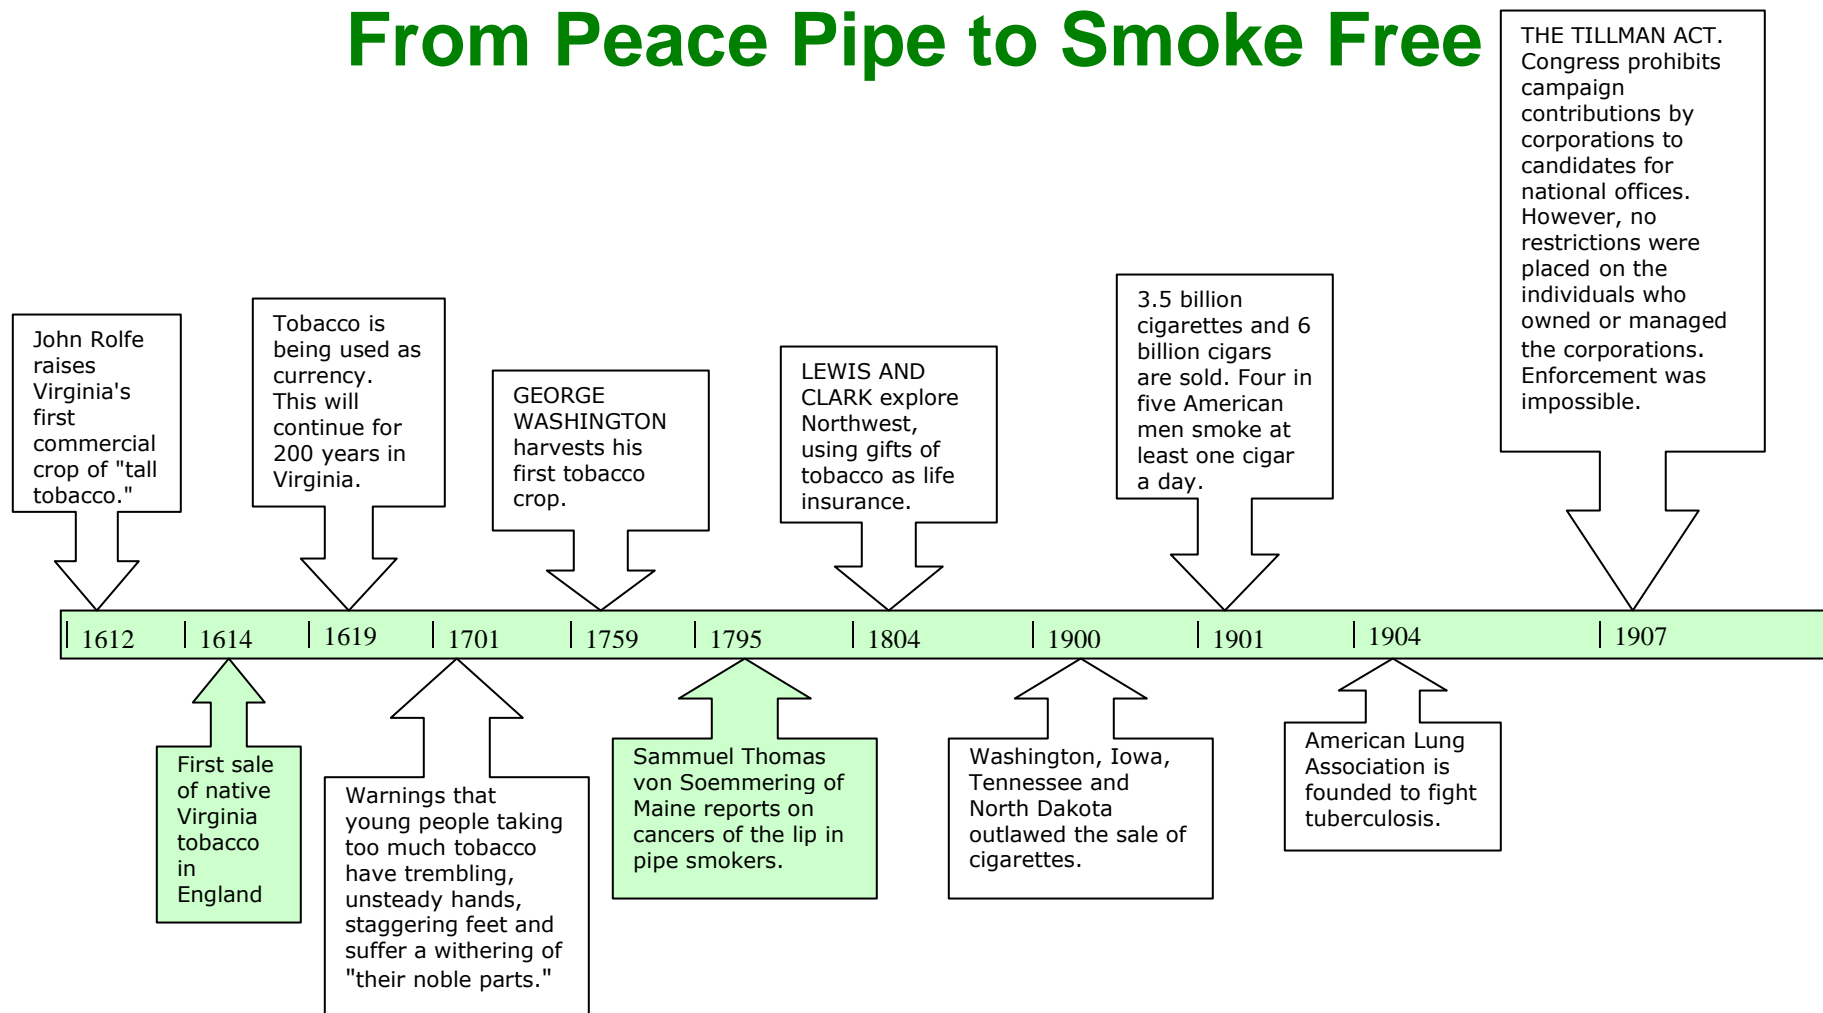 From Peace Pipe to Smoke Free
THE TILLMAN ACT.
Congress prohibits
campaign
contributions by
corporations to
candidates for
national offices.
However, no
restrictions were
placed on the
individuals who
owned or managed
the corporations.
Enforcement was
impossible.
John Rolfe
raises
Virginia's
first
commercial
crop of "tall
tobacco."
Tobacco is
being used as
currency.
This will
continue for
200 years in
Virginia.
GEORGE
WASHINGTON
harvests his
first tobacco
crop.
LEWIS AND
CLARK explore
Northwest,
using gifts of
tobacco as life
insurance.
3.5 billion
cigarettes and 6
billion cigars
are sold. Four in
five American
men smoke at
least one cigar
a day.
1612 1614 1619 1701 1759 1795 1804 1900 1901 1904 1907
First sale
of native
Virginia
tobacco
in
England
Warnings that
young people taking
too much tobacco
have trembling,
unsteady hands,
staggering feet and
suffer a withering of
"their noble parts."
Sammuel Thomas
von Soemmering of
Maine reports on
cancers of the lip in
pipe smokers.
Washington, Iowa,
Tennessee and
North Dakota
outlawed the sale of
cigarettes.
American Lung
Association is
founded to fight
tuberculosis.